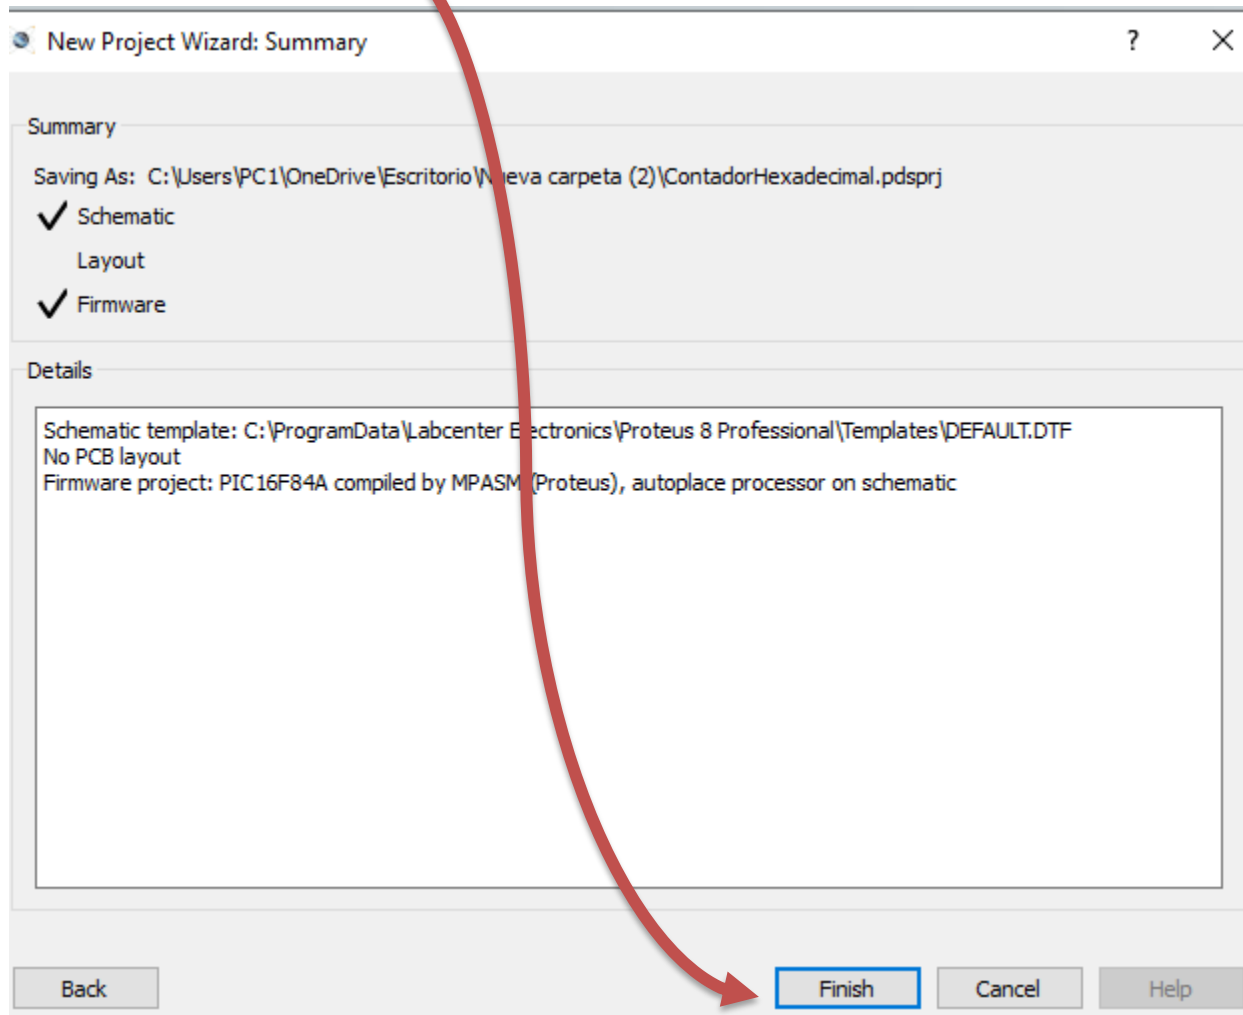 New Project Wizard: Summary ?
Summary
Saving As: C:\Users\PC1\OneDrive\Escritorio\Nueva carpeta (2)\ContadorHexadecimal.pdsprj
Schematic
Layout
Firmware
Details
Schematic template: C:\ProgramData\Labcenter Electronics\Proteus 8 Professional\Templates\DEFAULT.DTF
No PCB layout
Firmware project: PIC16F84A compiled by MPASM (Proteus), autoplace processor on schematic
Back Finish Cancel Help